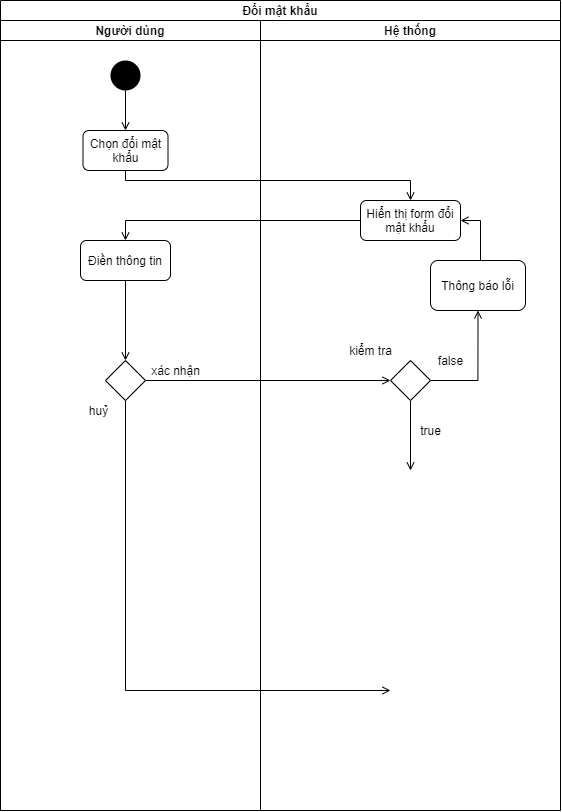 Đổi mật khẩu
Người dùng
Hệ thống
Chọn đổi mật
khẩu
Hiển thị form đổi
mật khẩu
Điền thông tin
Thông báo lỗi
kiểm tra
false
xác nhận
huỷ
true